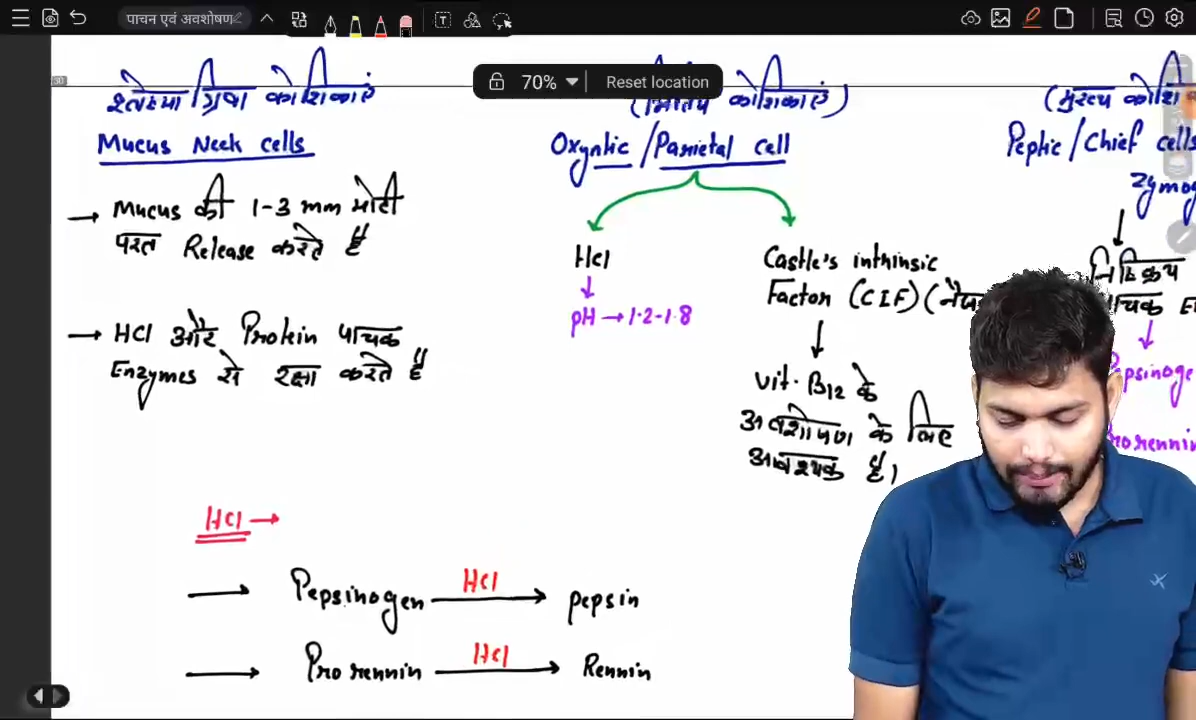 पाचन एवं अवशोषण
T
70%
Reset location
30
श्लेष्मा ग्रीवा कोशिकाएं
Mucus Neck cells
→ Mucus की 1-3 mm मोटी
परत Release करते हैं
→ HCl और Protein पाचक
Enzymes से रक्षा करते हैं
(भित्तीय कोशिकाएं)
Oxyntic / Parietal cell
HCl
pH → 1.2-1.8
Castle's intrinsic
Factor (CIF)
vit. B12 के
अवशोषण के लिए
आवश्यक है।
(मुख्य
Peptic / Chief cells
निष्क्रिय
HCl →
→ Pepsinogen HCl → pepsin
→ Prorennin HCl → Rennin